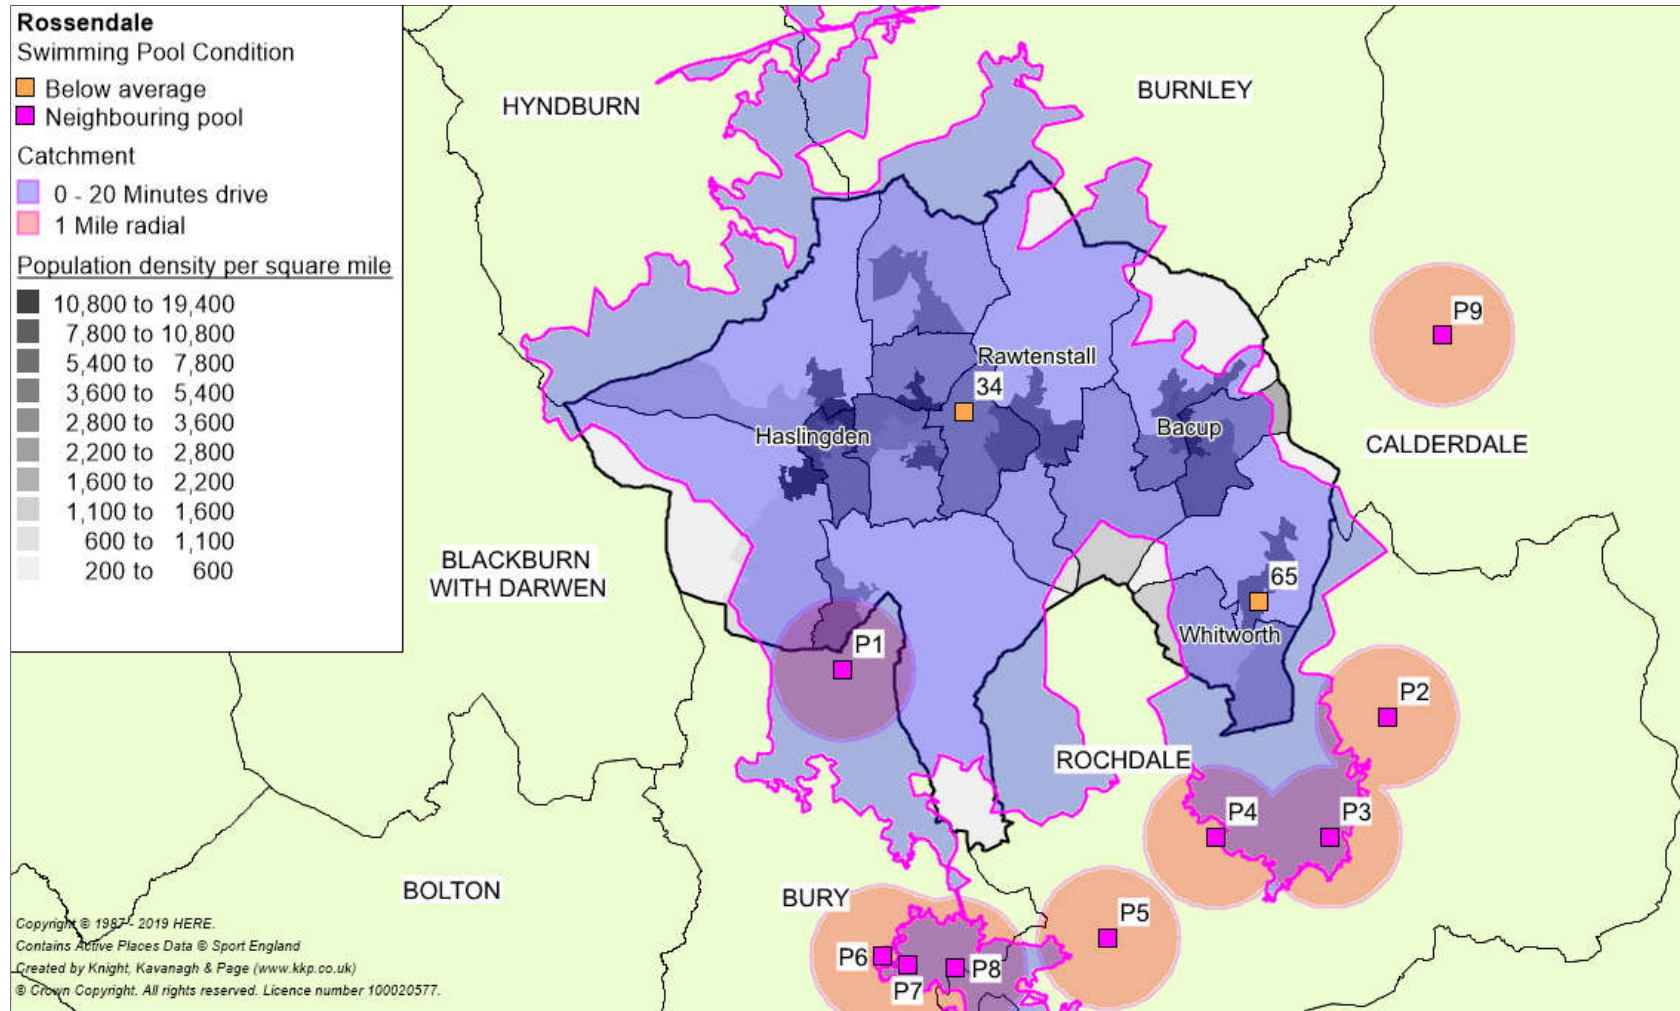 Rossendale
Swimming Pool Condition
Below average
Neighbouring pool
Catchment
0 - 20 Minutes drive
1 Mile radial
Population density per square mile
10,800 to 19,400
7,800 to 10,800
5,400 to 7,800
3,600 to 5,400
2,800 to 3,600
2,200 to 2,800
1,600 to 2,200
1,100 to 1,600
600 to 1,100
200 to 600
HYNDBURN
BURNLEY
P9
Rawtenstall
34
Haslingden
Bacup
CALDERDALE
BLACKBURN
WITH DARWEN
65
Whitworth
P1
P2
ROCHDALE
P4
P3
BOLTON
BURY
P5
P6
P7
P8
Copyright © 1987 - 2019 HERE.
Contains Active Places Data © Sport England
Created by Knight, Kavanagh & Page (www.kkp.co.uk)
© Crown Copyright. All rights reserved. Licence number 100020577.